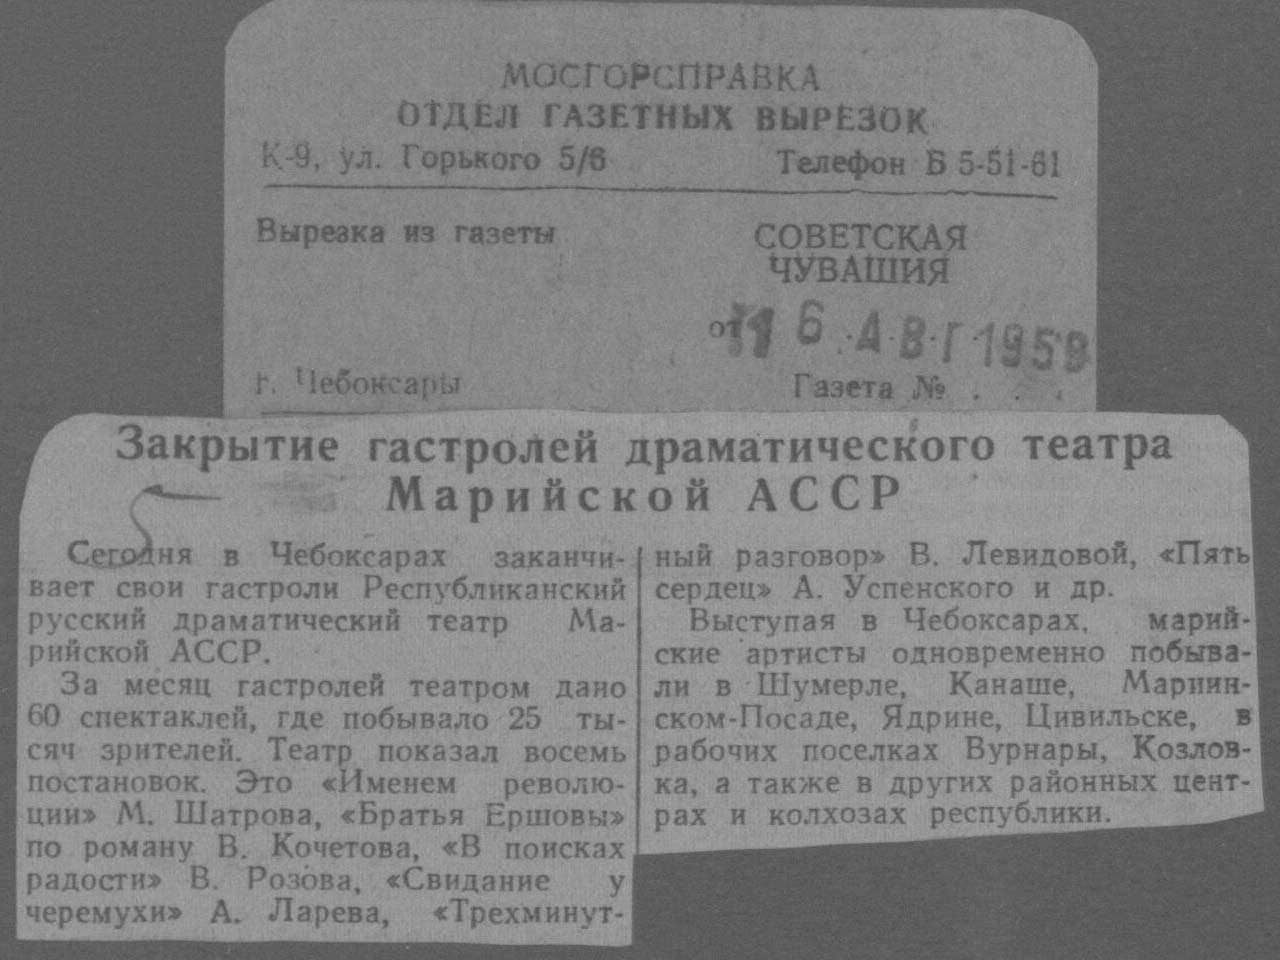 МОСГОРСПРАВКА
ОТДЕЛ ГАЗЕТНЫХ ВЫРЕЗОК
К-9, ул. Горького 5/6 Телефон Б 5-51-61
Вырезка из газеты
СОВЕТСКАЯ
ЧУВАШИЯ
от 16 АВГ 1959
г. Чебоксары Газета № . . .
Закрытие гастролей драматического театра
Марийской АССР
Сегодня в Чебоксарах заканчи-
вает свои гастроли Республиканский
русский драматический театр Ма-
рийской АССР.
За месяц гастролей театром дано
60 спектаклей, где побывало 25 ты-
сяч зрителей. Театр показал восемь
постановок. Это «Именем револю-
ции» М. Шатрова, «Братья Ершовы»
по роману В. Кочетова, «В поисках
радости» В. Розова, «Свидание у
черемухи» А. Ларева, «Трехминут-
ный разговор» В. Левидовой, «Пять
сердец» А. Успенского и др.
Выступая в Чебоксарах, марий-
ские артисты одновременно побыва-
ли в Шумерле, Канаше, Мариин-
ском-Посаде, Ядрине, Цивильске, в
рабочих поселках Вурнары, Козлов-
ка, а также в других районных цент-
рах и колхозах республики.